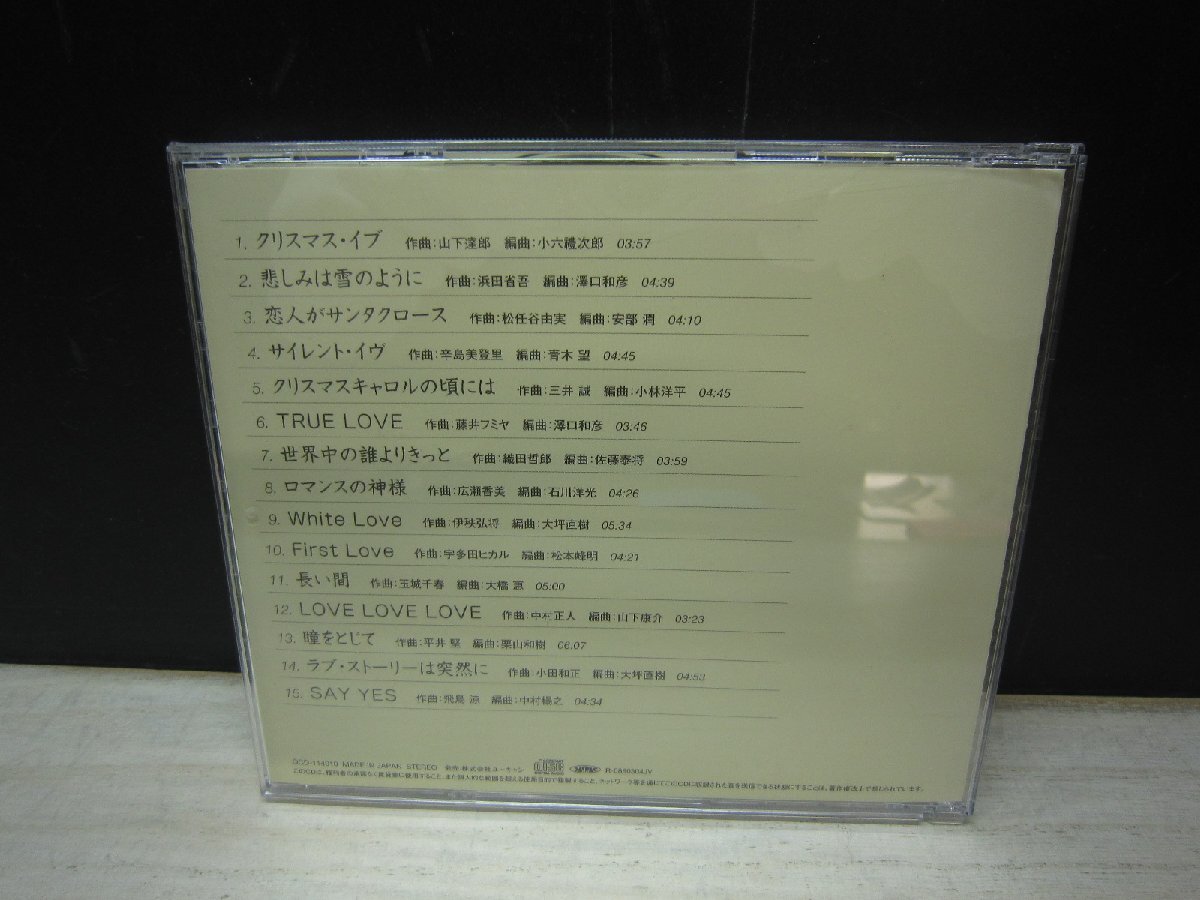 1. クリスマス・イブ 作曲:山下達郎 編曲:小六禮次郎 03:57
2. 悲しみは雪のように 作曲:浜田省吾 編曲:澤口和彦 04:39
3. 恋人がサンタクロース 作曲:松任谷由実 編曲:安部 潤 04:10
4. サイレント・イヴ 作曲:辛島美登里 編曲:青木 望 04:45
5. クリスマスキャロルの頃には 作曲:三井 誠 編曲:小林洋平 04:45
6. TRUE LOVE 作曲:藤井フミヤ 編曲:澤口和彦 03:46
7. 世界中の誰よりきっと 作曲:織田哲郎 編曲:佐藤泰将 03:59
8. ロマンスの神様 作曲:広瀬香美 編曲:石川洋光 04:26
9. White Love 作曲:伊秩弘将 編曲:大坪直樹 05:34
10. First Love 作曲:宇多田ヒカル 編曲:松本峰明 04:21
11. 長い間 作曲:玉城千春 編曲:大橋 恵 05:00
12. LOVE LOVE LOVE 作曲:中村正人 編曲:山下康介 03:23
13. 瞳をとじて 作曲:平井 堅 編曲:栗山和樹 06:07
14. ラブ・ストーリーは突然に 作曲:小田和正 編曲:大坪直樹 04:53
15. SAY YES 作曲:飛鳥 涼 編曲:中村暢之 04:34
MADE IN JAPAN STEREO 発売:株式会社ユーキャン